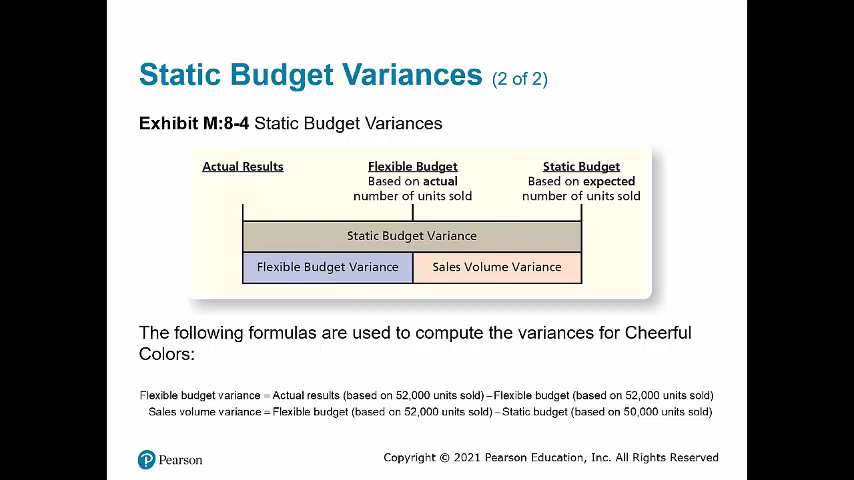 Static Budget Variances (2 of 2)
Exhibit M:8-4 Static Budget Variances
Actual Results
Flexible Budget
Based on actual
number of units sold
Static Budget
Based on expected
number of units sold
Static Budget Variance
Flexible Budget Variance
Sales Volume Variance
The following formulas are used to compute the variances for Cheerful
Colors:
Flexible budget variance = Actual results (based on 52,000 units sold) – Flexible budget (based on 52,000 units sold)
Sales volume variance = Flexible budget (based on 52,000 units sold) – Static budget (based on 50,000 units sold)
P Pearson
Copyright © 2021 Pearson Education, Inc. All Rights Reserved